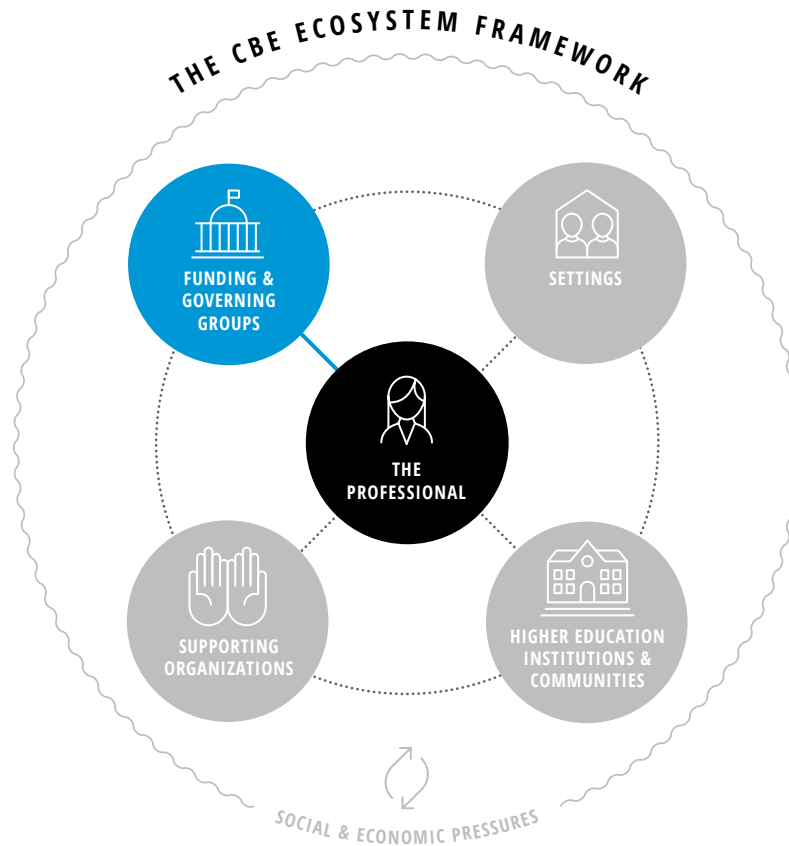 THE CBE ECOSYSTEM FRAMEWORK
FUNDING &
GOVERNING
GROUPS
SETTINGS
THE
PROFESSIONAL
SUPPORTING
ORGANIZATIONS
HIGHER EDUCATION
INSTITUTIONS &
COMMUNITIES
SOCIAL & ECONOMIC PRESSURES